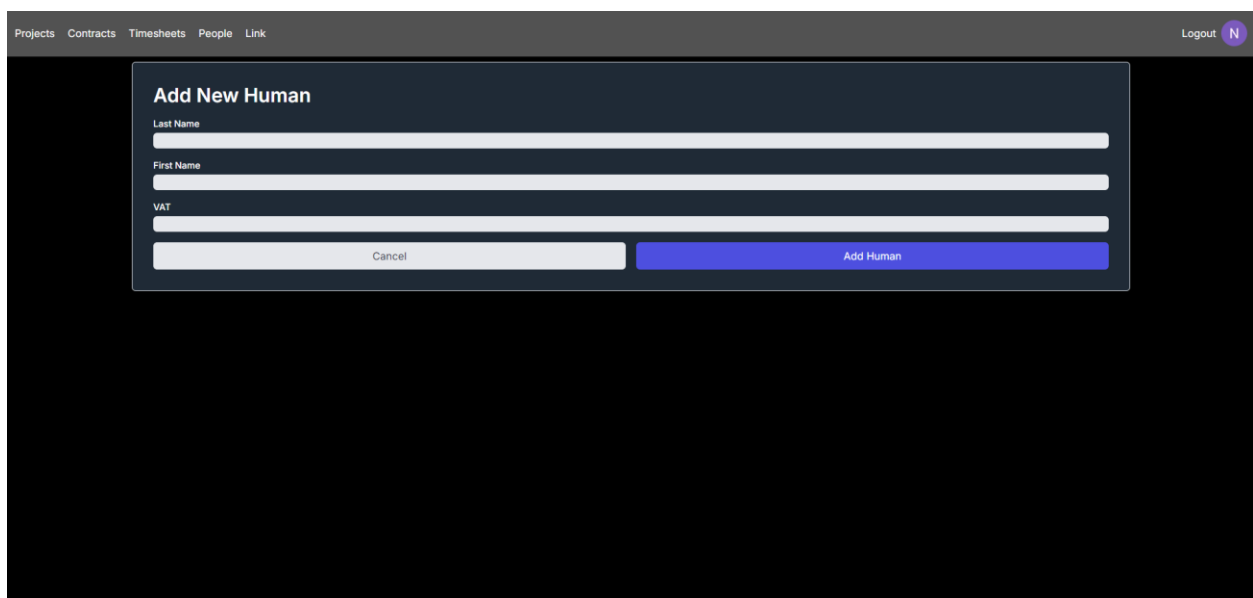 Projects Contracts Timesheets People Link Logout N
Add New Human
Last Name
First Name
VAT
Cancel Add Human